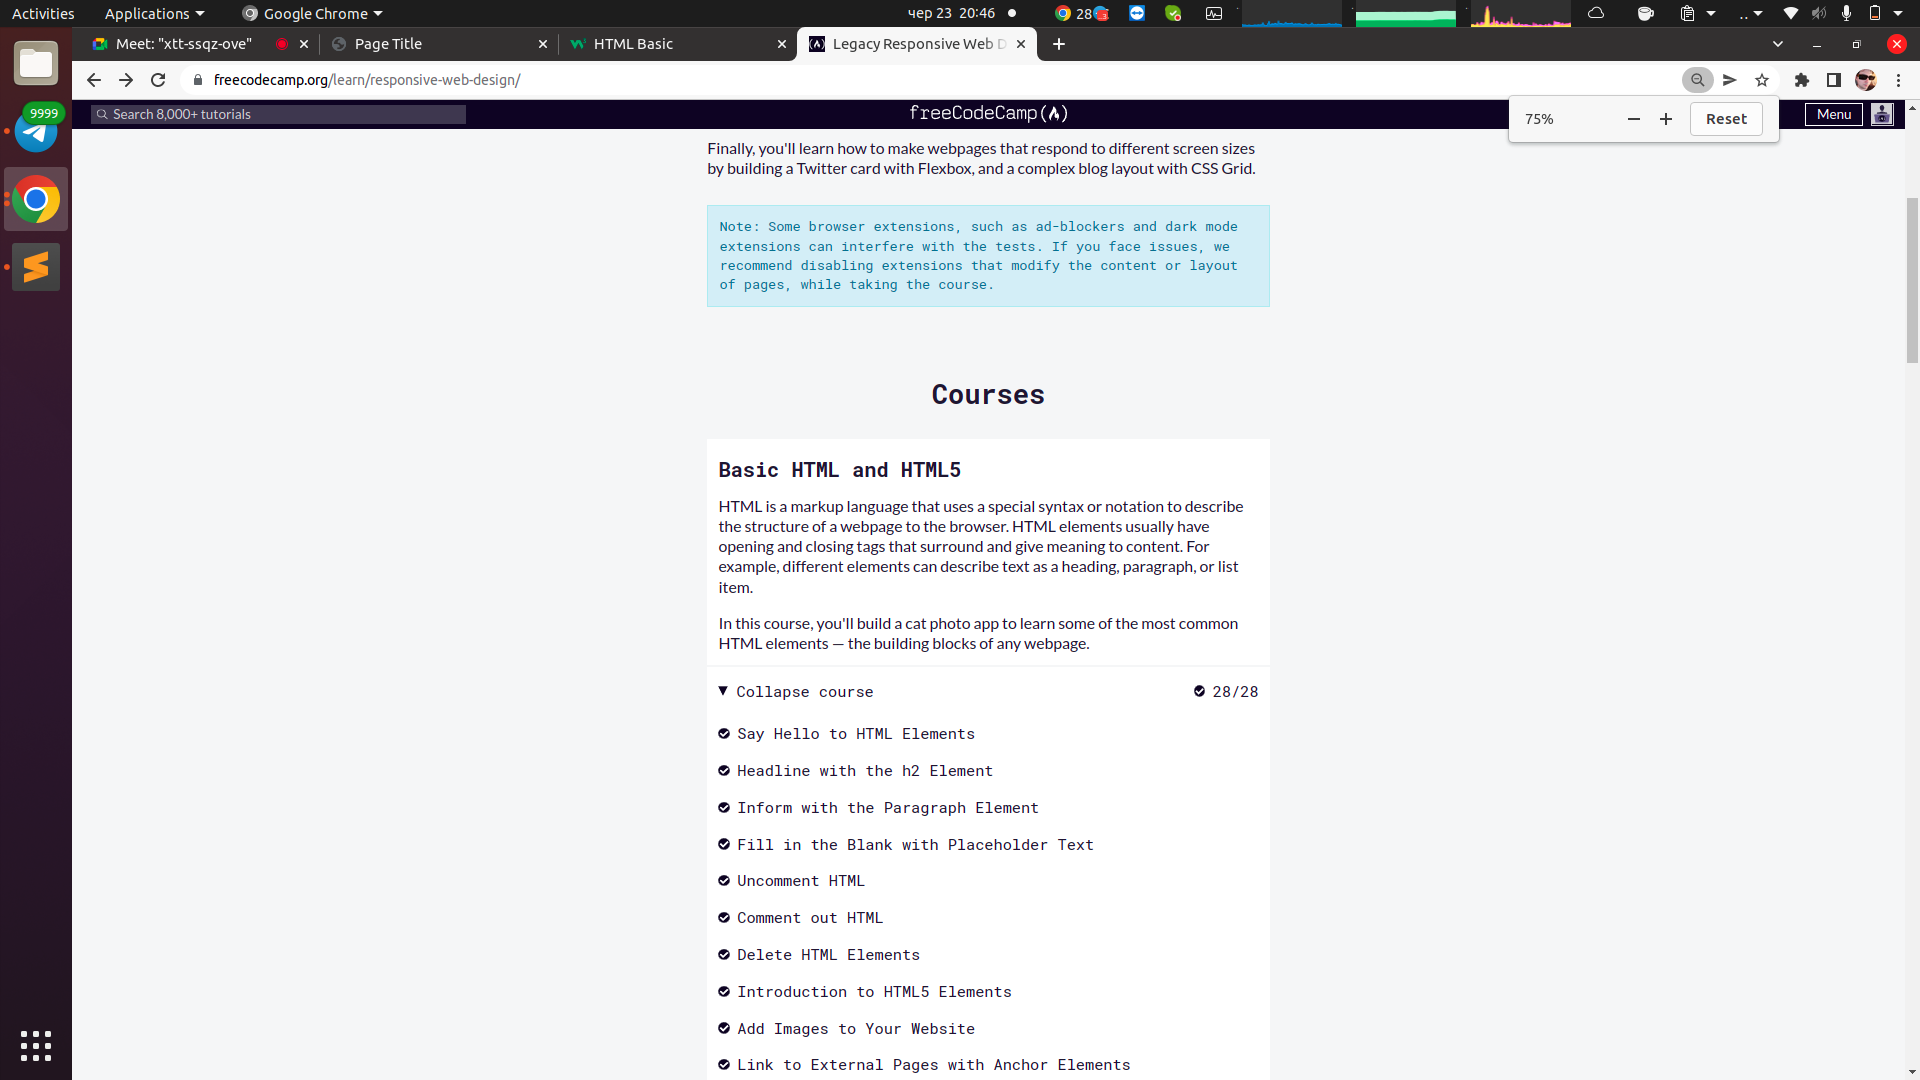 Activities
Applications
Google Chrome
чер 23 20:46
28
Meet: "xtt-ssqz-ove"
Page Title
HTML Basic
Legacy Responsive Web D
freecodecamp.org/learn/responsive-web-design/
9999
Search 8,000+ tutorials
freeCodeCamp
75%
Reset
Menu
Finally, you'll learn how to make webpages that respond to different screen sizes
by building a Twitter card with Flexbox, and a complex blog layout with CSS Grid.
Note: Some browser extensions, such as ad-blockers and dark mode
extensions can interfere with the tests. If you face issues, we
recommend disabling extensions that modify the content or layout
of pages, while taking the course.
Courses
Basic HTML and HTML5
HTML is a markup language that uses a special syntax or notation to describe
the structure of a webpage to the browser. HTML elements usually have
opening and closing tags that surround and give meaning to content. For
example, different elements can describe text as a heading, paragraph, or list
item.
In this course, you'll build a cat photo app to learn some of the most common
HTML elements — the building blocks of any webpage.
Collapse course
28/28
Say Hello to HTML Elements
Headline with the h2 Element
Inform with the Paragraph Element
Fill in the Blank with Placeholder Text
Uncomment HTML
Comment out HTML
Delete HTML Elements
Introduction to HTML5 Elements
Add Images to Your Website
Link to External Pages with Anchor Elements